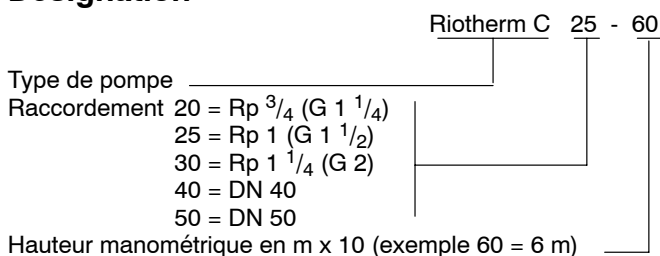 Désignation
Riotherm C 25 - 60
Type de pompe
Raccordement 20 = Rp 3/4 (G 1 1/4)
25 = Rp 1 (G 1 1/2)
30 = Rp 1 1/4 (G 2)
40 = DN 40
50 = DN 50
Hauteur manométrique en m x 10 (exemple 60 = 6 m)